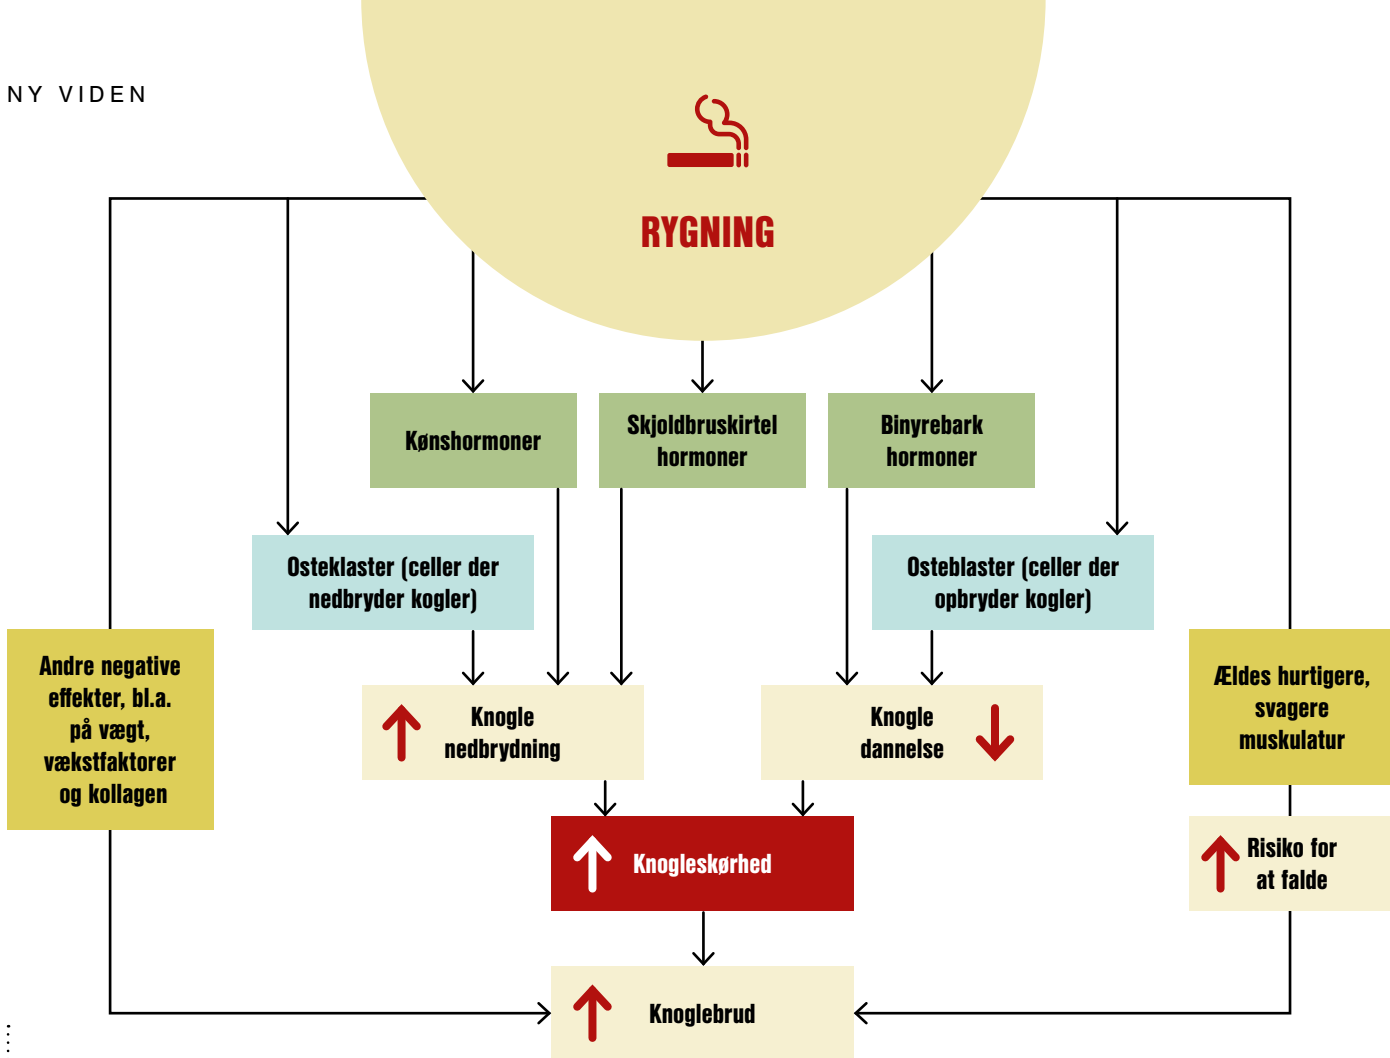 NY VIDEN
RYGNING
Kønshormoner
Skjoldbruskirtel
hormoner
Binyrebark
hormoner
Osteklaster (celler der
nedbryder kogler)
Osteblaster (celler der
opbryder kogler)
Andre negative
effekter, bl.a.
på vægt,
vækstfaktorer
og kollagen
Knogle
nedbrydning
Knogle
dannelse
Ældes hurtigere,
svagere
muskulatur
Knogleskørhed
Risiko for
at falde
Knoglebrud